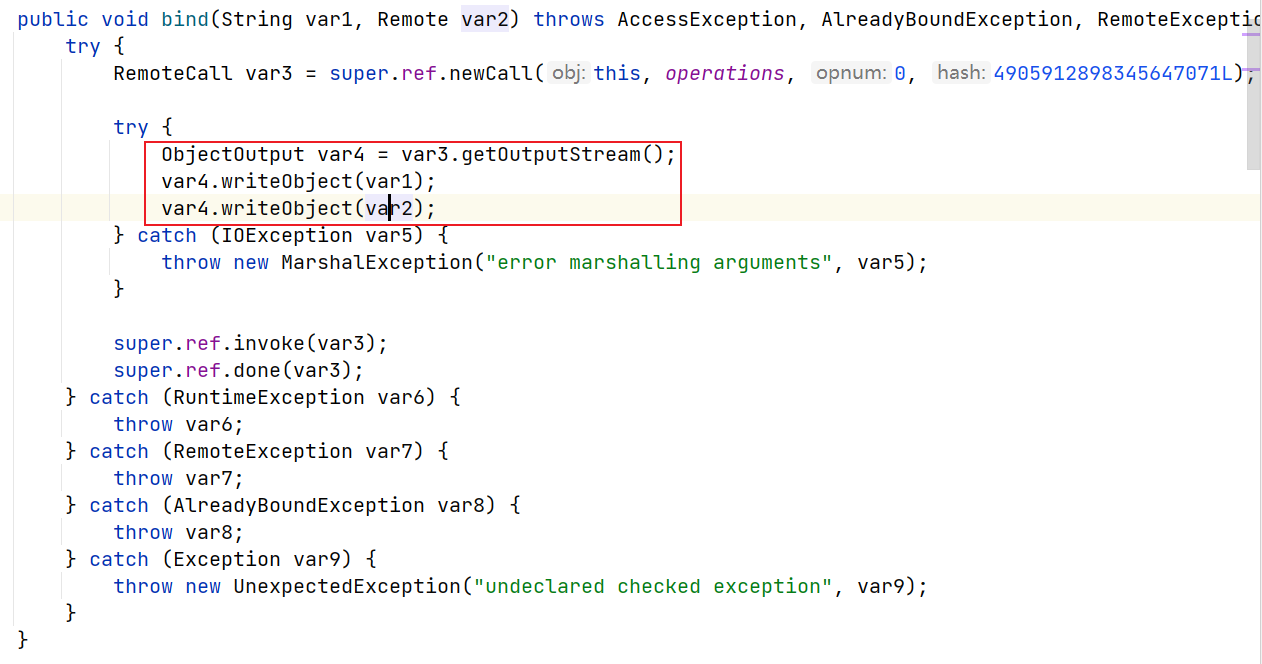 public void bind(String var1, Remote var2) throws AccessException, AlreadyBoundException, RemoteExceptio
try {
RemoteCall var3 = super.ref.newCall( obj: this, operations, opnum: 0, hash: 4905912898345647071L);
try {
ObjectOutput var4 = var3.getOutputStream();
var4.writeObject(var1);
var4.writeObject(var2);
} catch (IOException var5) {
throw new MarshalException("error marshalling arguments", var5);
}
super.ref.invoke(var3);
super.ref.done(var3);
} catch (RuntimeException var6) {
throw var6;
} catch (RemoteException var7) {
throw var7;
} catch (AlreadyBoundException var8) {
throw var8;
} catch (Exception var9) {
throw new UnexpectedException("undeclared checked exception", var9);
}
}